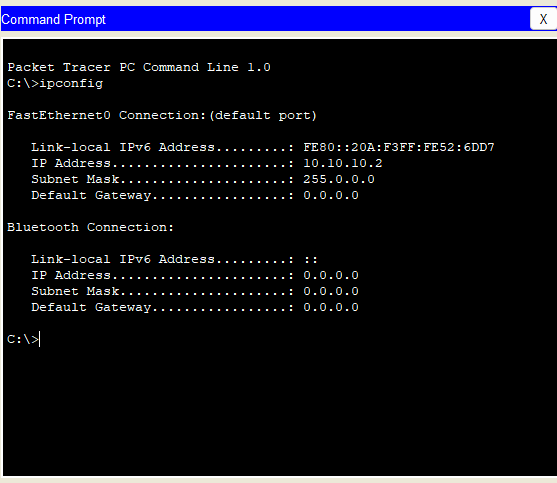 Command Prompt
X
Packet Tracer PC Command Line 1.0
C:\>ipconfig
FastEthernet0 Connection:(default port)
Link-local IPv6 Address.........: FE80::20A:F3FF:FE52:6DD7
IP Address......................: 10.10.10.2
Subnet Mask.....................: 255.0.0.0
Default Gateway.................: 0.0.0.0
Bluetooth Connection:
Link-local IPv6 Address.........: ::
IP Address......................: 0.0.0.0
Subnet Mask.....................: 0.0.0.0
Default Gateway.................: 0.0.0.0
C:\>